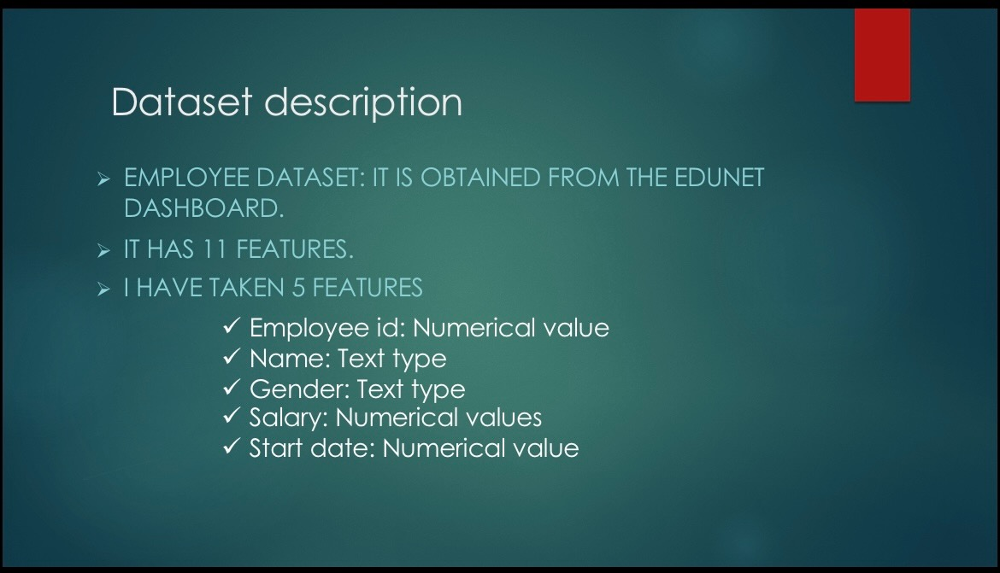 Dataset description
EMPLOYEE DATASET: IT IS OBTAINED FROM THE EDUNET
DASHBOARD.
IT HAS 11 FEATURES.
I HAVE TAKEN 5 FEATURES
Employee id: Numerical value
Name: Text type
Gender: Text type
Salary: Numerical values
Start date: Numerical value